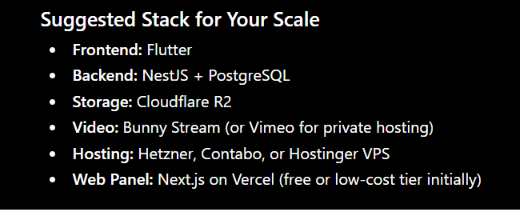 Suggested Stack for Your Scale
• Frontend: Flutter
• Backend: NestJS + PostgreSQL
• Storage: Cloudflare R2
• Video: Bunny Stream (or Vimeo for private hosting)
• Hosting: Hetzner, Contabo, or Hostinger VPS
• Web Panel: Next.js on Vercel (free or low-cost tier initially)